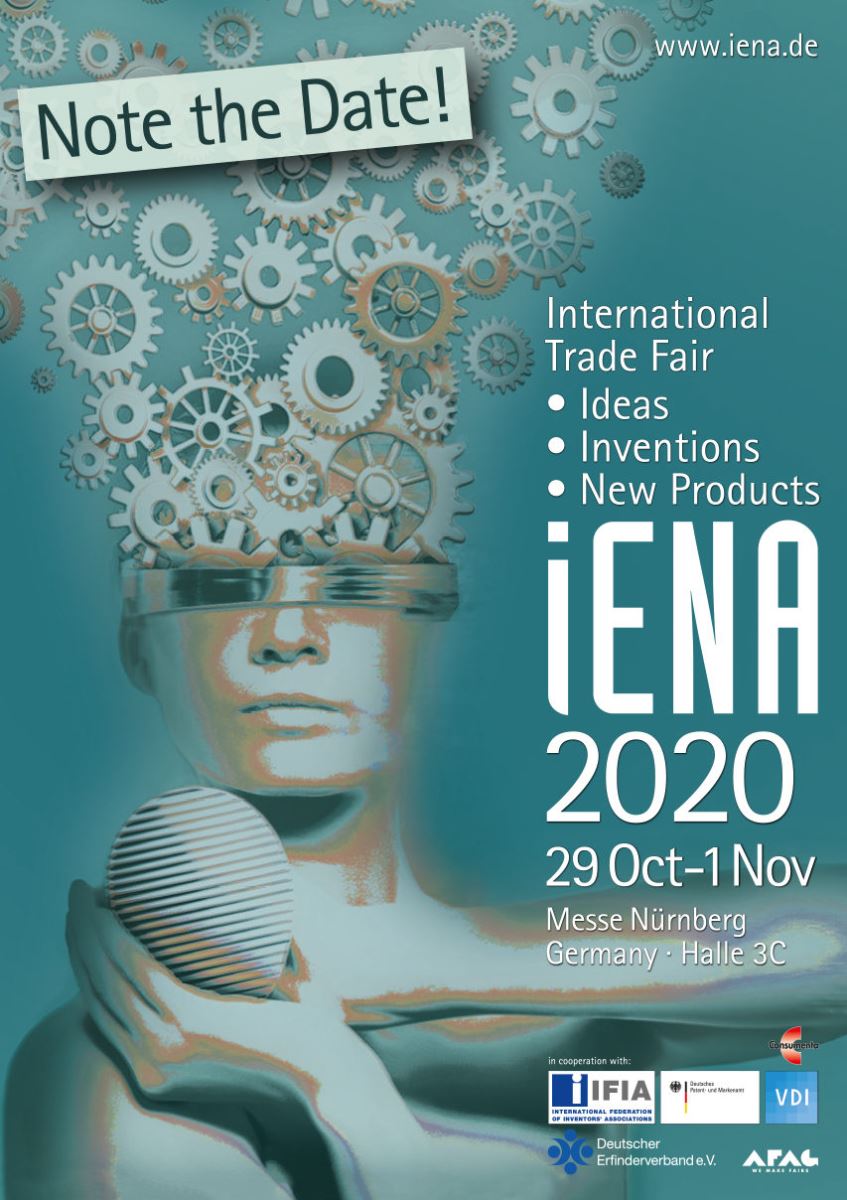 www.iena.de
Note the Date!
International
Trade Fair
• Ideas
• Inventions
• New Products
iENA
2020
29 Oct–1 Nov
Messe Nürnberg
Germany · Halle 3C
Consumenta
in cooperation with:
i IFIA
INTERNATIONAL FEDERATION
OF INVENTORS' ASSOCIATIONS
Deutsches
Patent- und Markenamt
VDI
Deutscher
Erfinderverband e.V.
AFAG
WE MAKE FAIRS